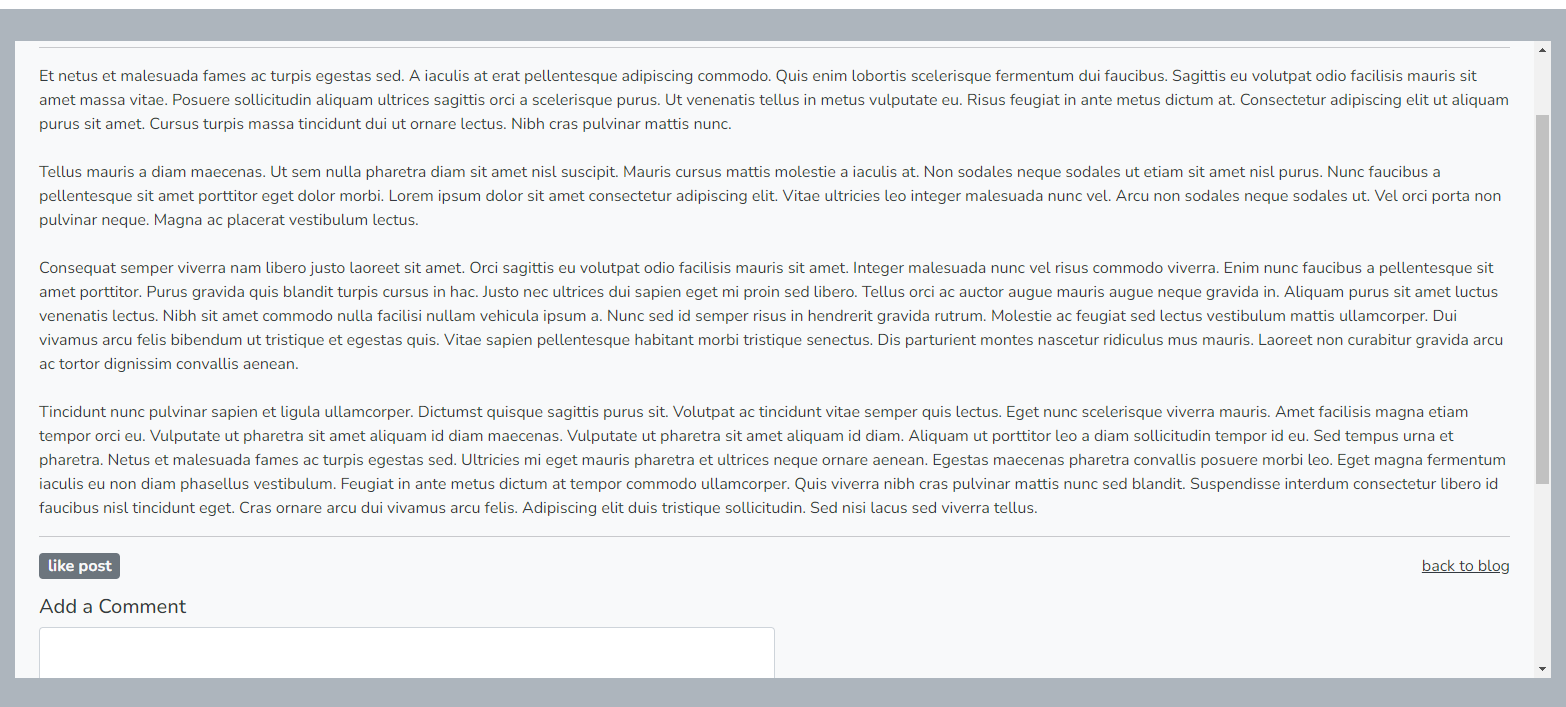 Et netus et malesuada fames ac turpis egestas sed. A iaculis at erat pellentesque adipiscing commodo. Quis enim lobortis scelerisque fermentum dui faucibus. Sagittis eu volutpat odio facilisis mauris sit
amet massa vitae. Posuere sollicitudin aliquam ultrices sagittis orci a scelerisque purus. Ut venenatis tellus in metus vulputate eu. Risus feugiat in ante metus dictum at. Consectetur adipiscing elit ut aliquam
purus sit amet. Cursus turpis massa tincidunt dui ut ornare lectus. Nibh cras pulvinar mattis nunc.
Tellus mauris a diam maecenas. Ut sem nulla pharetra diam sit amet nisl suscipit. Mauris cursus mattis molestie a iaculis at. Non sodales neque sodales ut etiam sit amet nisl purus. Nunc faucibus a
pellentesque sit amet porttitor eget dolor morbi. Lorem ipsum dolor sit amet consectetur adipiscing elit. Vitae ultricies leo integer malesuada nunc vel. Arcu non sodales neque sodales ut. Vel orci porta non
pulvinar neque. Magna ac placerat vestibulum lectus.
Consequat semper viverra nam libero justo laoreet sit amet. Orci sagittis eu volutpat odio facilisis mauris sit amet. Integer malesuada nunc vel risus commodo viverra. Enim nunc faucibus a pellentesque sit
amet porttitor. Purus gravida quis blandit turpis cursus in hac. Justo nec ultrices dui sapien eget mi proin sed libero. Tellus orci ac auctor augue mauris augue neque gravida in. Aliquam purus sit amet luctus
venenatis lectus. Nibh sit amet commodo nulla facilisi nullam vehicula ipsum a. Nunc sed id semper risus in hendrerit gravida rutrum. Molestie ac feugiat sed lectus vestibulum mattis ullamcorper. Dui
vivamus arcu felis bibendum ut tristique et egestas quis. Vitae sapien pellentesque habitant morbi tristique senectus. Dis parturient montes nascetur ridiculus mus mauris. Laoreet non curabitur gravida arcu
ac tortor dignissim convallis aenean.
Tincidunt nunc pulvinar sapien et ligula ullamcorper. Dictumst quisque sagittis purus sit. Volutpat ac tincidunt vitae semper quis lectus. Eget nunc scelerisque viverra mauris. Amet facilisis magna etiam
tempor orci eu. Vulputate ut pharetra sit amet aliquam id diam maecenas. Vulputate ut pharetra sit amet aliquam id diam. Aliquam ut porttitor leo a diam sollicitudin tempor id eu. Sed tempus urna et
pharetra. Netus et malesuada fames ac turpis egestas sed. Ultricies mi eget mauris pharetra et ultrices neque ornare aenean. Egestas maecenas pharetra convallis posuere morbi leo. Eget magna fermentum
iaculis eu non diam phasellus vestibulum. Feugiat in ante metus dictum at tempor commodo ullamcorper. Quis viverra nibh cras pulvinar mattis nunc sed blandit. Suspendisse interdum consectetur libero id
faucibus nisl tincidunt eget. Cras ornare arcu dui vivamus arcu felis. Adipiscing elit duis tristique sollicitudin. Sed nisi lacus sed viverra tellus.
like post
back to blog
Add a Comment